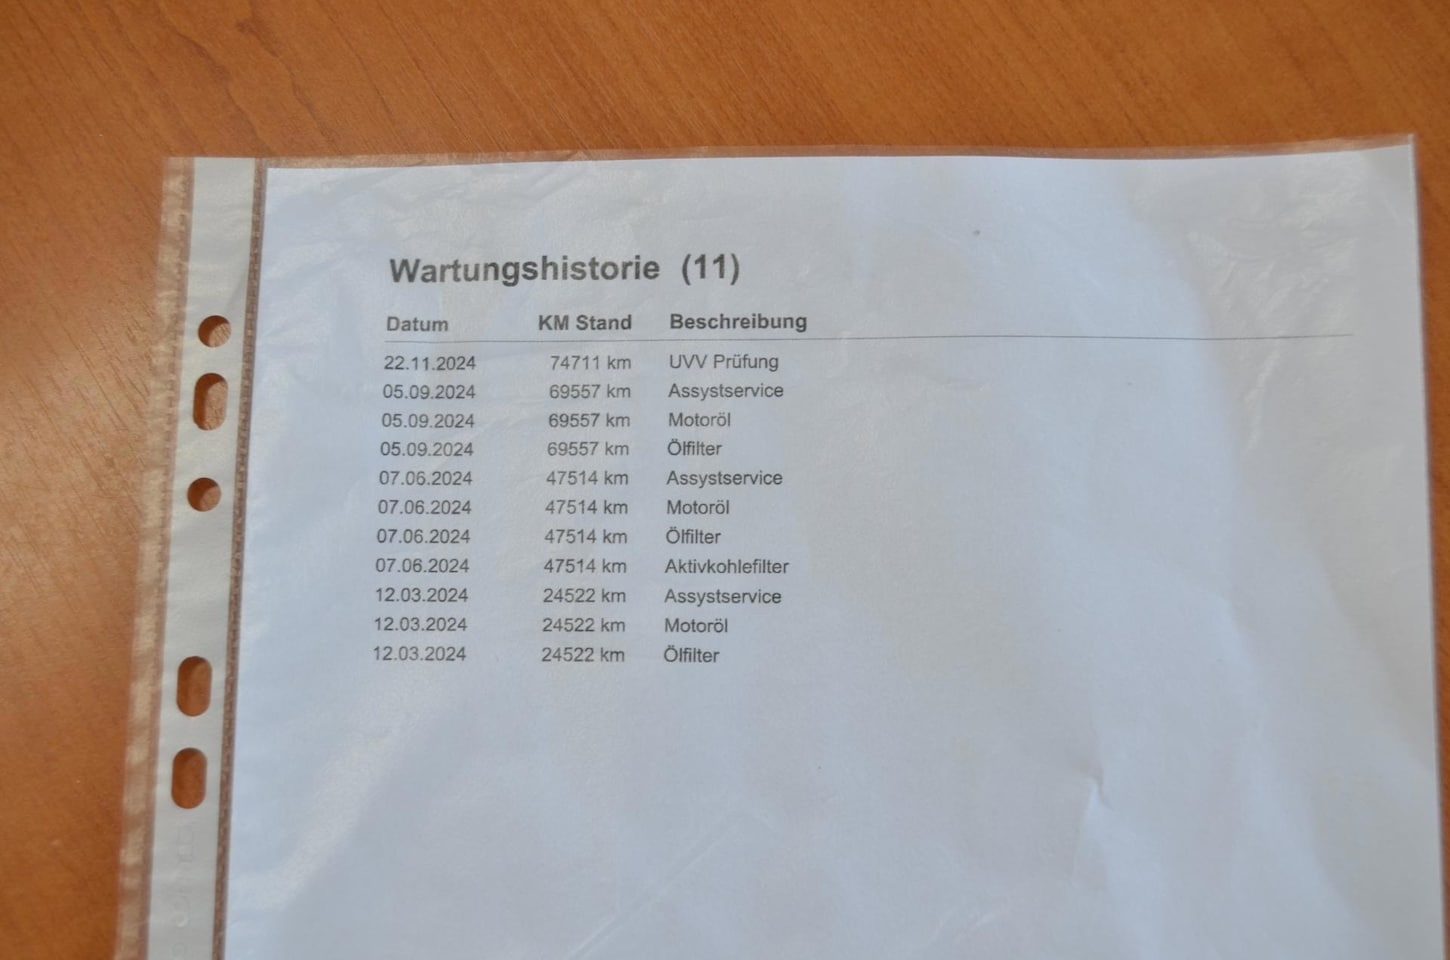 Wartungshistorie (11)
Datum KM Stand Beschreibung
22.11.2024 74711 km UVV Prüfung
05.09.2024 69557 km Assystservice
05.09.2024 69557 km Motoröl
05.09.2024 69557 km Ölfilter
07.06.2024 47514 km Assystservice
07.06.2024 47514 km Motoröl
07.06.2024 47514 km Ölfilter
07.06.2024 47514 km Aktivkohlefilter
12.03.2024 24522 km Assystservice
12.03.2024 24522 km Motoröl
12.03.2024 24522 km Ölfilter